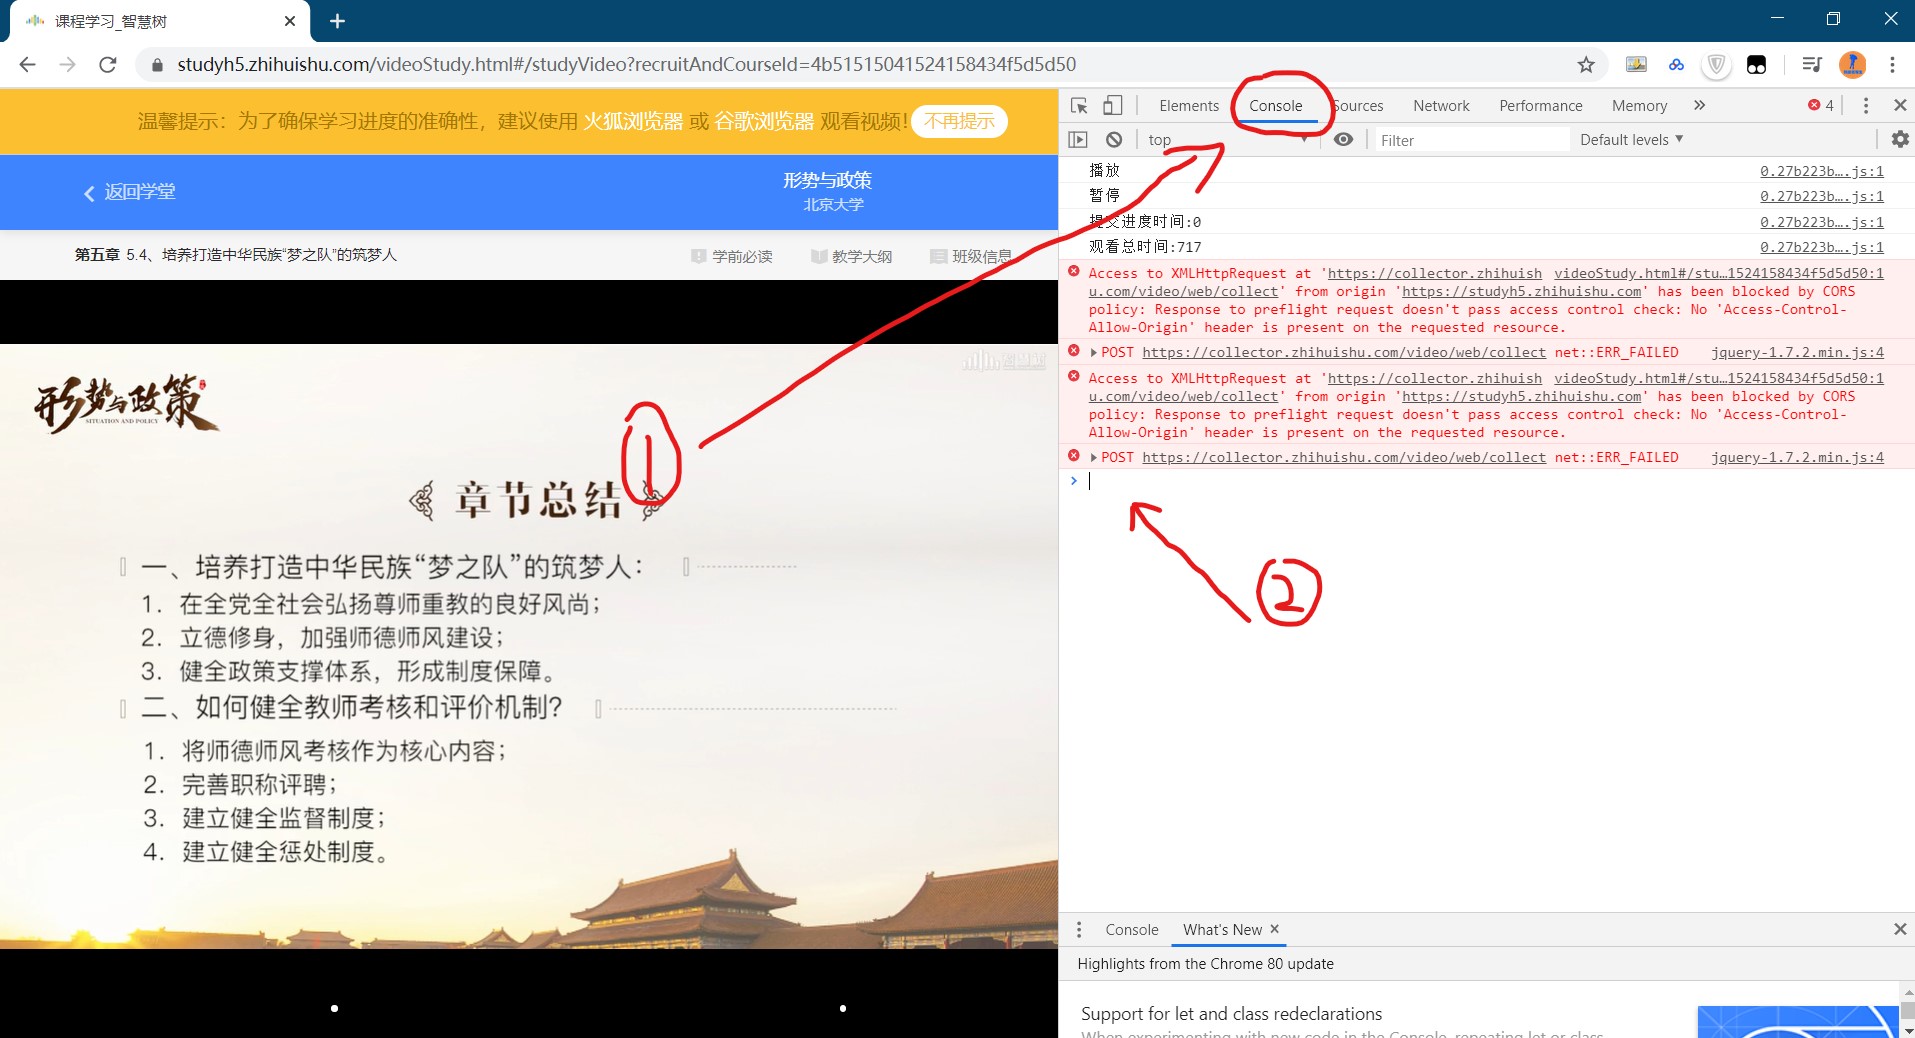 课程学习_智慧树
studyh5.zhihuishu.com/videoStudy.html#/studyVideo?recruitAndCourseId=4b51515041524158434f5d5d50
温馨提示：为了确保学习进度的准确性，建议使用 火狐浏览器 或 谷歌浏览器 观看视频！ 不再提示
返回学堂
形势与政策
北京大学
第五章 5.4、培养打造中华民族“梦之队”的筑梦人
学前必读 教学大纲 班级信息
智慧树
形势与政策
SITUATION AND POLICY
1
章节总结
一、培养打造中华民族“梦之队”的筑梦人：
1. 在全党全社会弘扬尊师重教的良好风尚；
2. 立德修身，加强师德师风建设；
3. 健全政策支撑体系，形成制度保障。
二、如何健全教师考核和评价机制？
1. 将师德师风考核作为核心内容；
2. 完善职称评聘；
3. 建立健全监督制度；
4. 建立健全惩处制度。
Elements Console Sources Network Performance Memory » 4
top Filter Default levels
播放 0.27b223b….js:1
暂停 0.27b223b….js:1
提交进度时间:0 0.27b223b….js:1
观看总时间:717 0.27b223b….js:1
Access to XMLHttpRequest at 'https://collector.zhihuish videoStudy.html#/stu…1524158434f5d5d50:1
u.com/video/web/collect' from origin 'https://studyh5.zhihuishu.com' has been blocked by CORS
policy: Response to preflight request doesn't pass access control check: No 'Access-Control-
Allow-Origin' header is present on the requested resource.
POST https://collector.zhihuishu.com/video/web/collect net::ERR_FAILED jquery-1.7.2.min.js:4
Access to XMLHttpRequest at 'https://collector.zhihuish videoStudy.html#/stu…1524158434f5d5d50:1
u.com/video/web/collect' from origin 'https://studyh5.zhihuishu.com' has been blocked by CORS
policy: Response to preflight request doesn't pass access control check: No 'Access-Control-
Allow-Origin' header is present on the requested resource.
POST https://collector.zhihuishu.com/video/web/collect net::ERR_FAILED jquery-1.7.2.min.js:4
2
Console What's New
Highlights from the Chrome 80 update
Support for let and class redeclarations
When experimenting with new code in the Console, repeating let or class